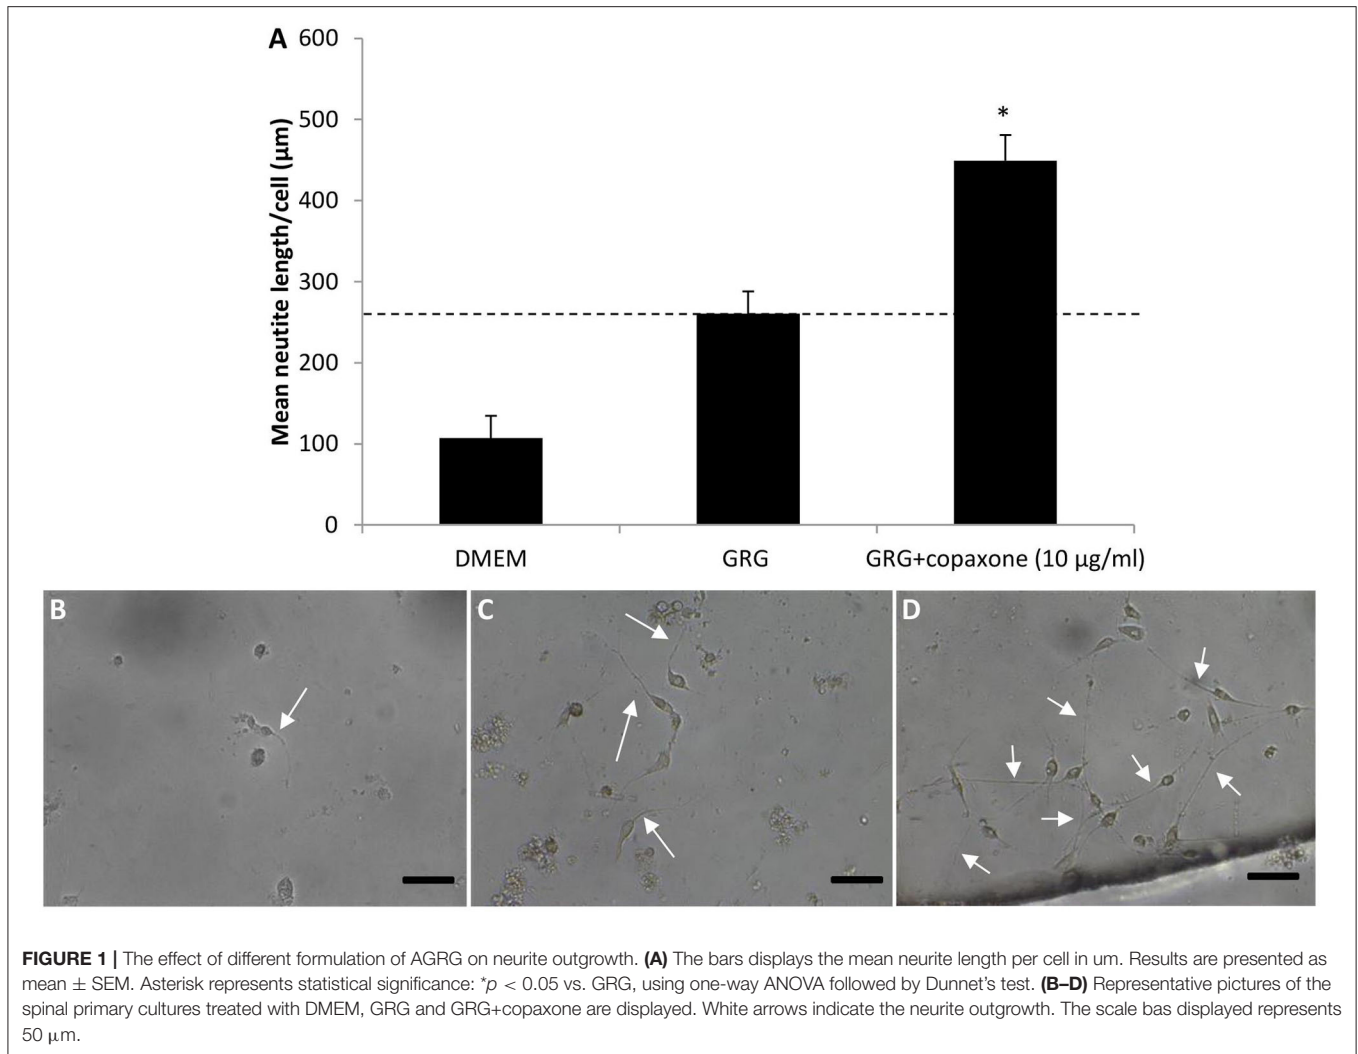 A
600
500
400
300
200
100
0
Mean neutite length/cell (µm)
*
DMEM GRG GRG+copaxone (10 µg/ml)
B C D
FIGURE 1 | The effect of different formulation of AGRG on neurite outgrowth. (A) The bars displays the mean neurite length per cell in um. Results are presented as
mean ± SEM. Asterisk represents statistical significance: *p < 0.05 vs. GRG, using one-way ANOVA followed by Dunnet's test. (B–D) Representative pictures of the
spinal primary cultures treated with DMEM, GRG and GRG+copaxone are displayed. White arrows indicate the neurite outgrowth. The scale bas displayed represents
50 µm.